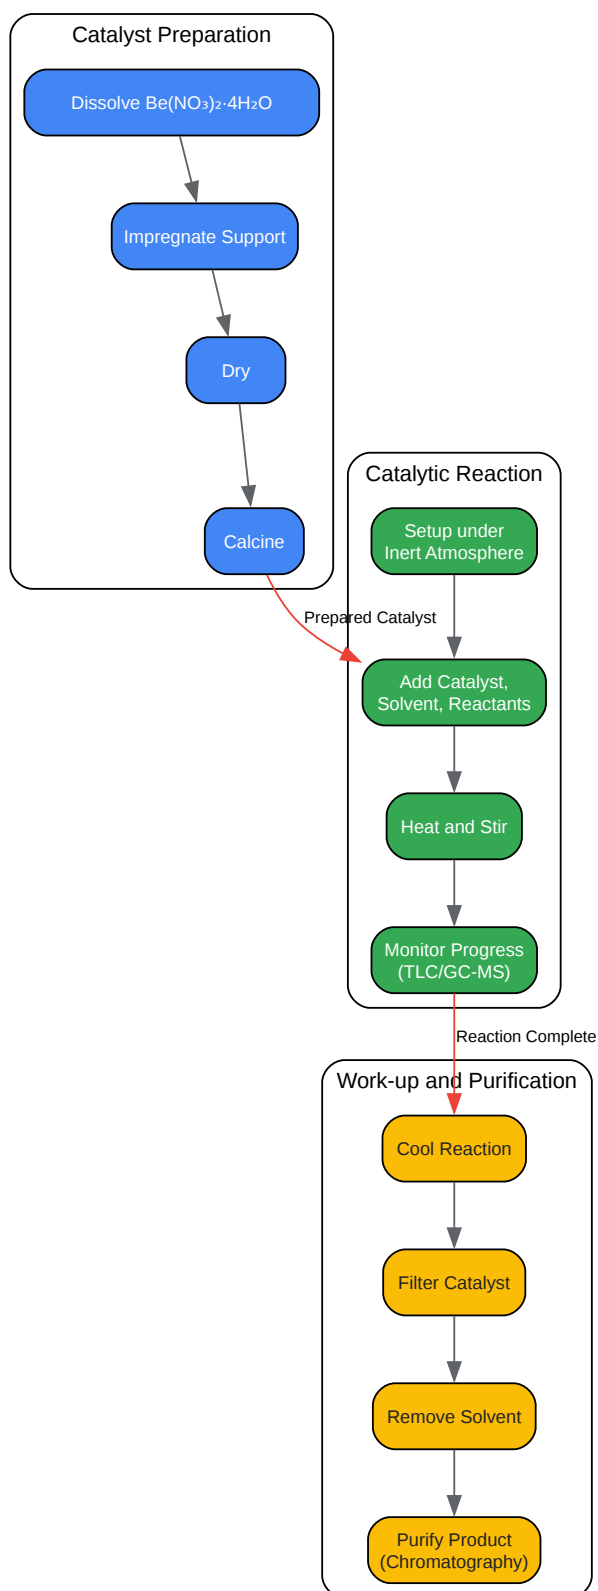 Catalyst Preparation
Dissolve Be(NO₃)₂·4H₂O
Impregnate Support
Dry
Calcine
Prepared Catalyst
Catalytic Reaction
Setup under
Inert Atmosphere
Add Catalyst,
Solvent, Reactants
Heat and Stir
Monitor Progress
(TLC/GC-MS)
Reaction Complete
Work-up and Purification
Cool Reaction
Filter Catalyst
Remove Solvent
Purify Product
(Chromatography)